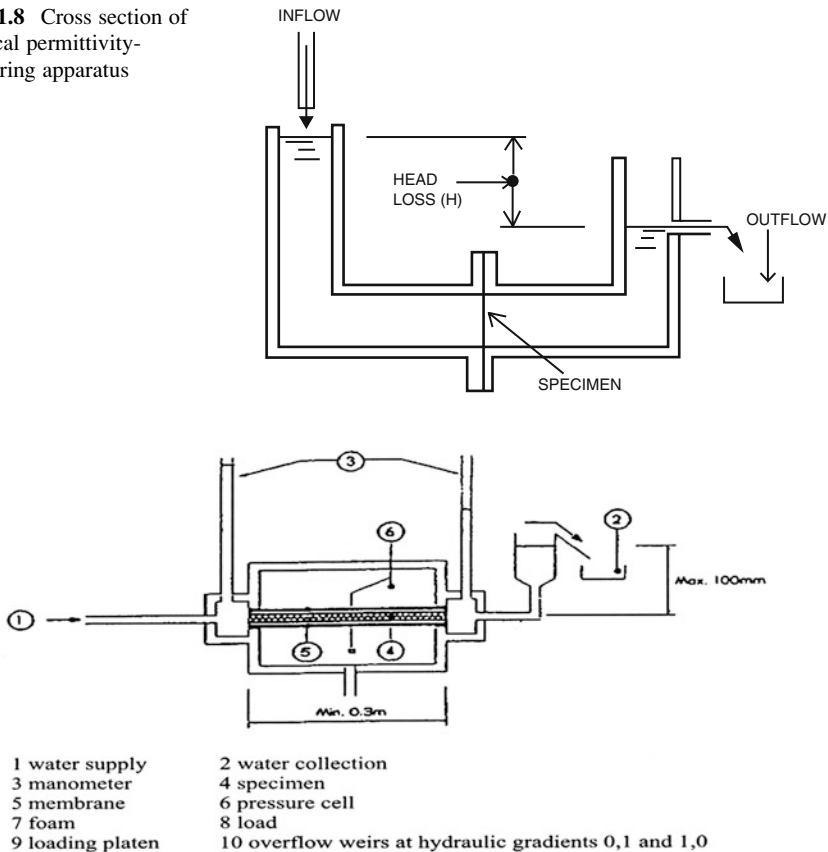 1.8 Cross section of
cal permittivity-
ring apparatus
INFLOW
HEAD
LOSS (H)
OUTFLOW
SPECIMEN
3
6
2
Max. 100mm
1
5
4
Min. 0.3m
1 water supply 2 water collection
3 manometer 4 specimen
5 membrane 6 pressure cell
7 foam 8 load
9 loading platen 10 overflow weirs at hydraulic gradients 0,1 and 1,0